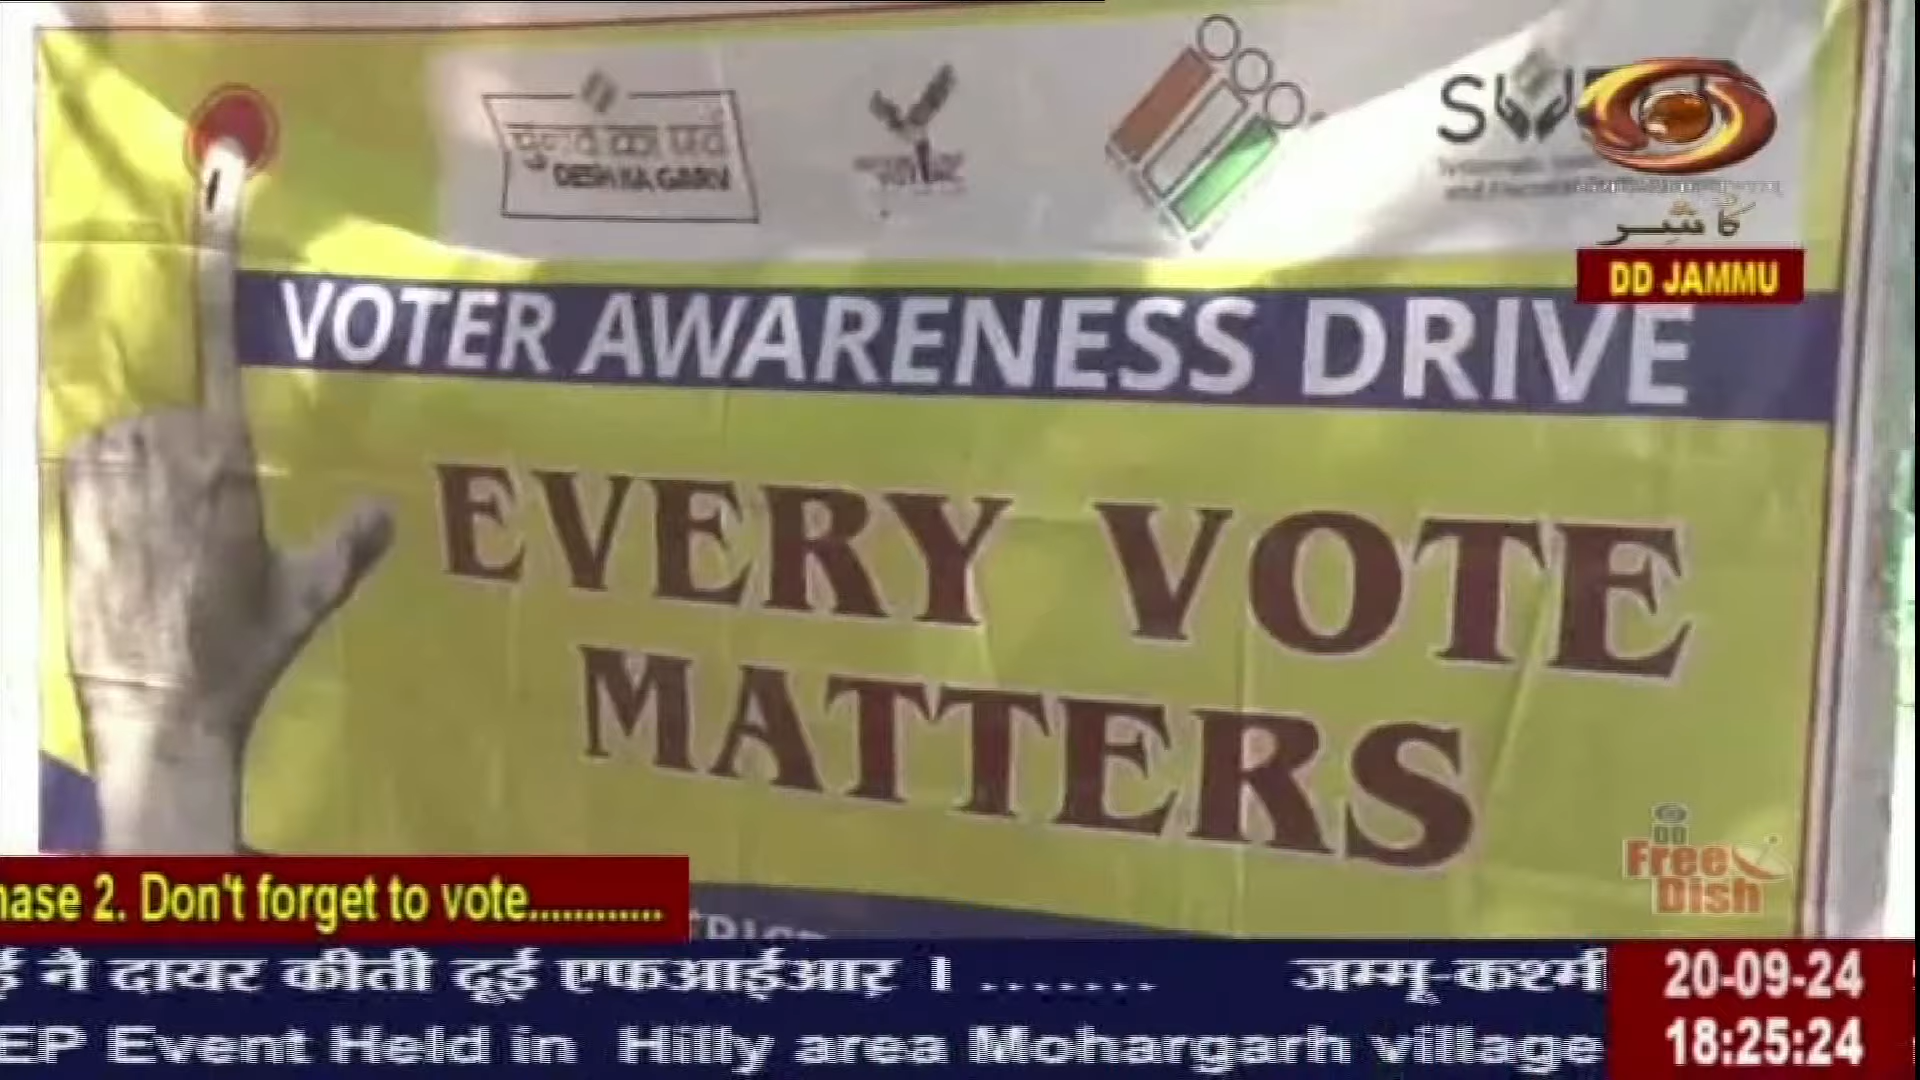 चुनाव का पर्व
DESH KA GARV
کأشِر
DD JAMMU
VOTER AWARENESS DRIVE
EVERY VOTE
MATTERS
DD
Free
Dish
hase 2. Don't forget to vote............
ई नै दायर कीती दूई एफआईआर । .......  जम्मू-कश्मी
20-09-24
EP Event Held in Hilly area Mohargarh village
18:25:24